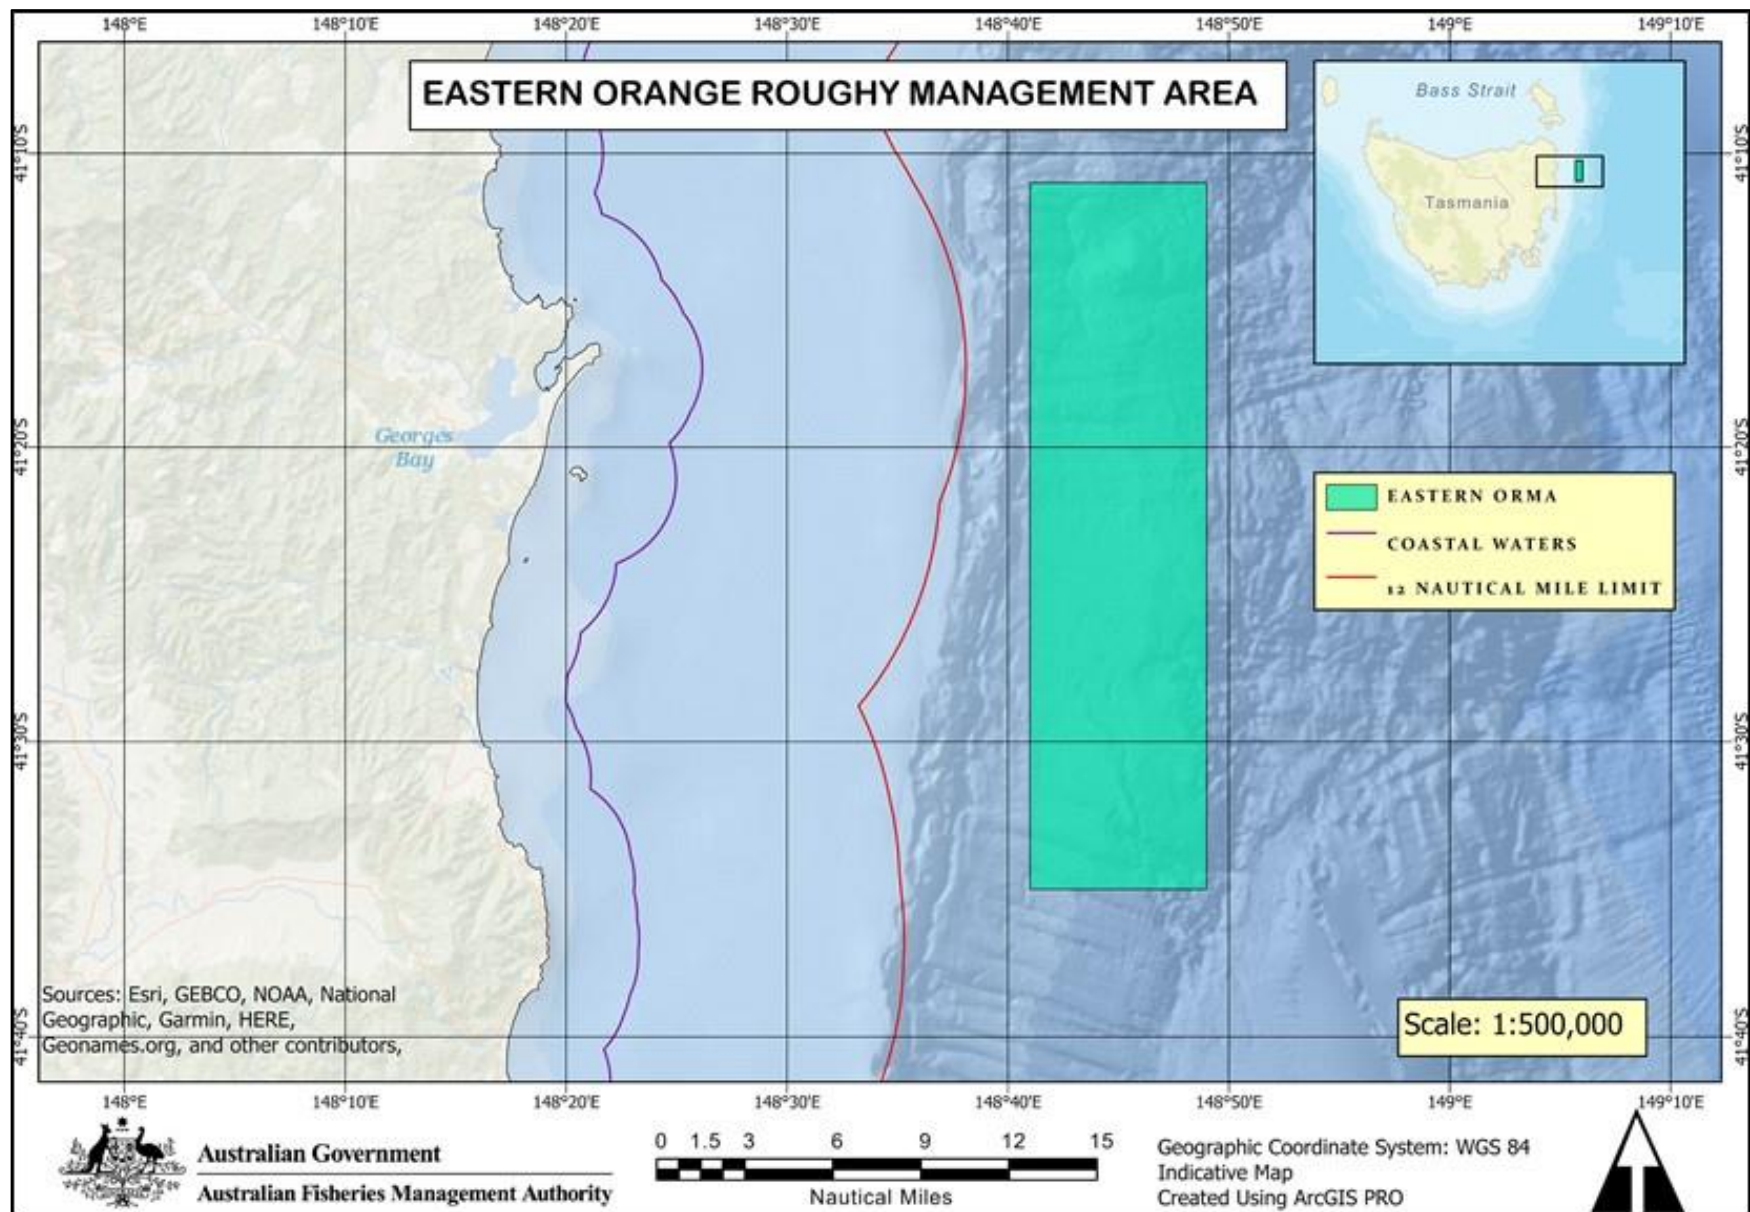 148°E 148°10'E 148°20'E 148°30'E 148°40'E 148°50'E 149°E 149°10'E
EASTERN ORANGE ROUGHY MANAGEMENT AREA
Bass Strait
Tasmania
41°10'S 41°10'S
Georges
Bay
41°20'S 41°20'S
EASTERN ORMA
COASTAL WATERS
12 NAUTICAL MILE LIMIT
41°30'S 41°30'S
Sources: Esri, GEBCO, NOAA, National
Geographic, Garmin, HERE,
Geonames.org, and other contributors,
Scale: 1:500,000
41°40'S 41°40'S
148°E 148°10'E 148°20'E 148°30'E 148°40'E 148°50'E 149°E 149°10'E
Australian Government
Australian Fisheries Management Authority
0 1.5 3 6 9 12 15
Nautical Miles
Geographic Coordinate System: WGS 84
Indicative Map
Created Using ArcGIS PRO